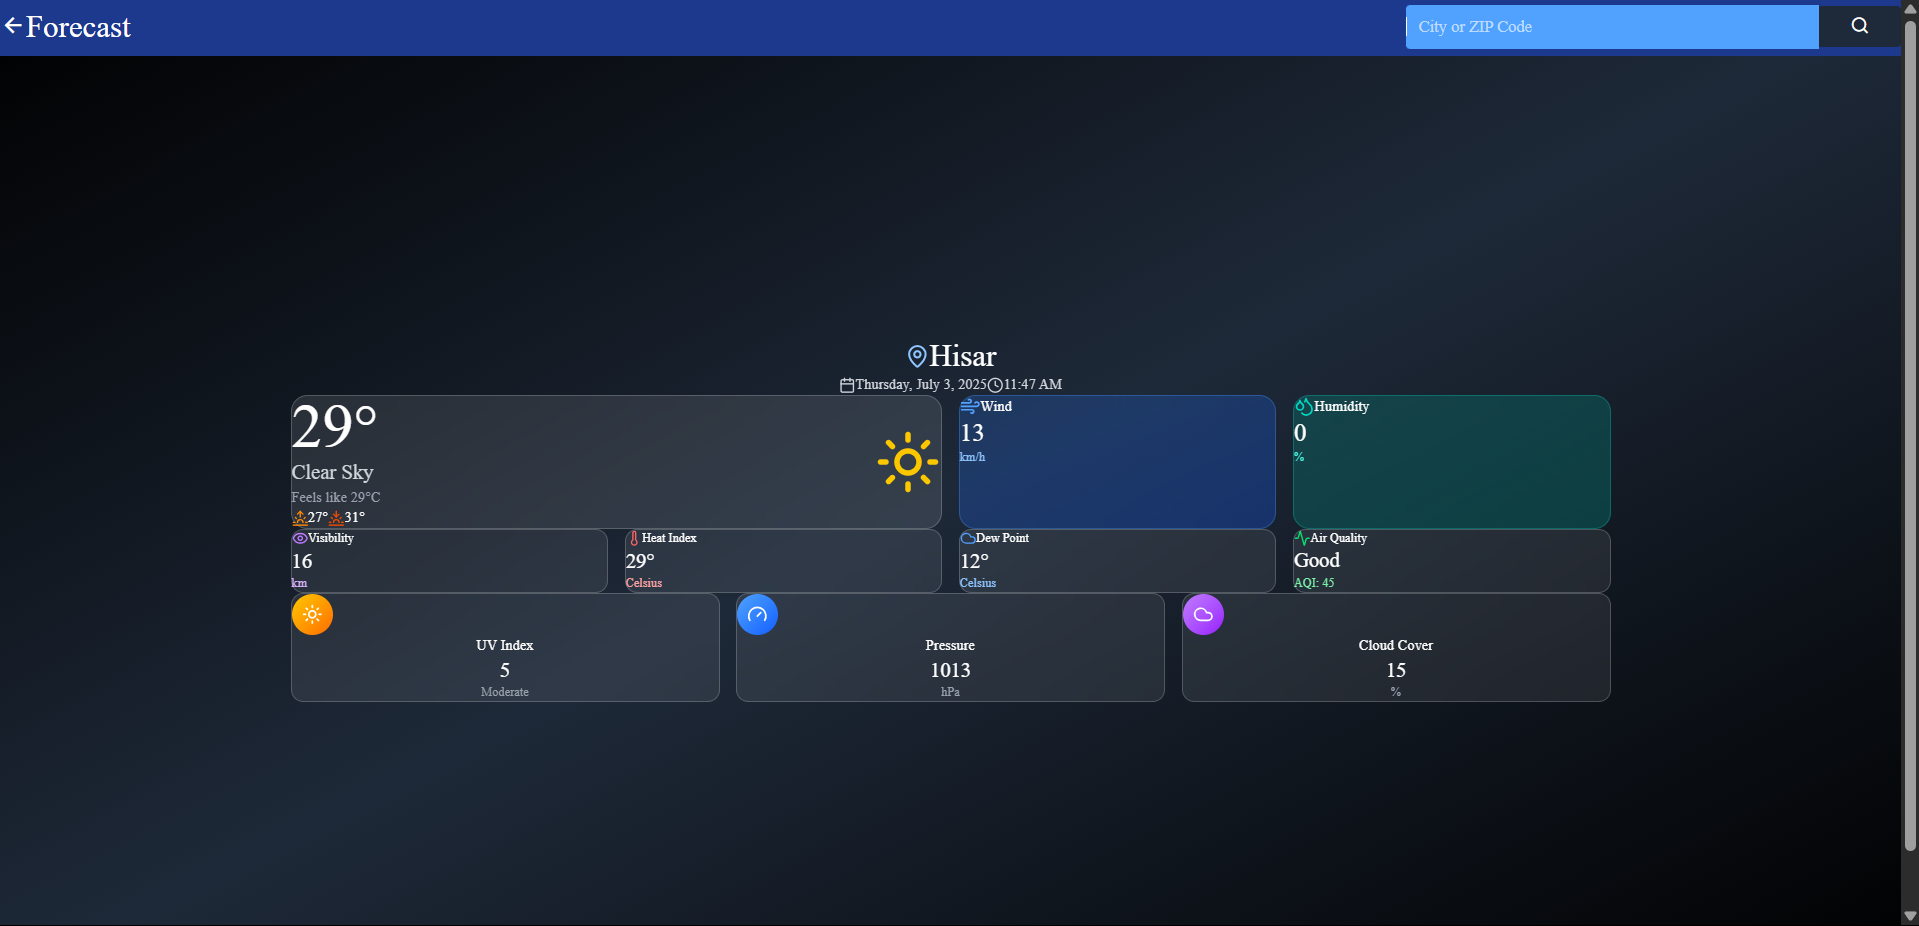 Forecast
City or ZIP Code
Hisar
Thursday, July 3, 2025 11:47 AM
29°
Clear Sky
Feels like 29°C
27° 31°
Wind
13
km/h
Humidity
0
%
Visibility
16
km
Heat Index
29°
Celsius
Dew Point
12°
Celsius
Air Quality
Good
AQI: 45
UV Index
5
Moderate
Pressure
1013
hPa
Cloud Cover
15
%